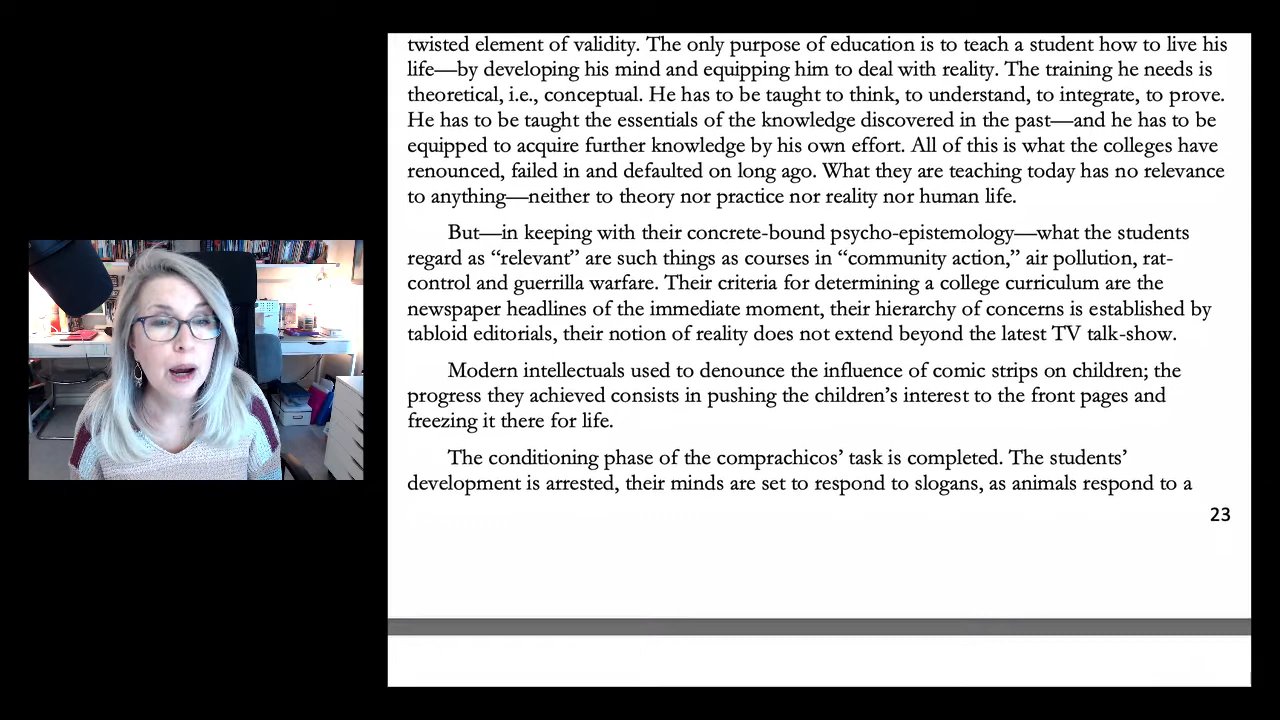 twisted element of validity. The only purpose of education is to teach a student how to live his
life—by developing his mind and equipping him to deal with reality. The training he needs is
theoretical, i.e., conceptual. He has to be taught to think, to understand, to integrate, to prove.
He has to be taught the essentials of the knowledge discovered in the past—and he has to be
equipped to acquire further knowledge by his own effort. All of this is what the colleges have
renounced, failed in and defaulted on long ago. What they are teaching today has no relevance
to anything—neither to theory nor practice nor reality nor human life.
But—in keeping with their concrete-bound psycho-epistemology—what the students
regard as “relevant” are such things as courses in “community action,” air pollution, rat-
control and guerrilla warfare. Their criteria for determining a college curriculum are the
newspaper headlines of the immediate moment, their hierarchy of concerns is established by
tabloid editorials, their notion of reality does not extend beyond the latest TV talk-show.
Modern intellectuals used to denounce the influence of comic strips on children; the
progress they achieved consists in pushing the children’s interest to the front pages and
freezing it there for life.
The conditioning phase of the comprachicos’ task is completed. The students’
development is arrested, their minds are set to respond to slogans, as animals respond to a
23